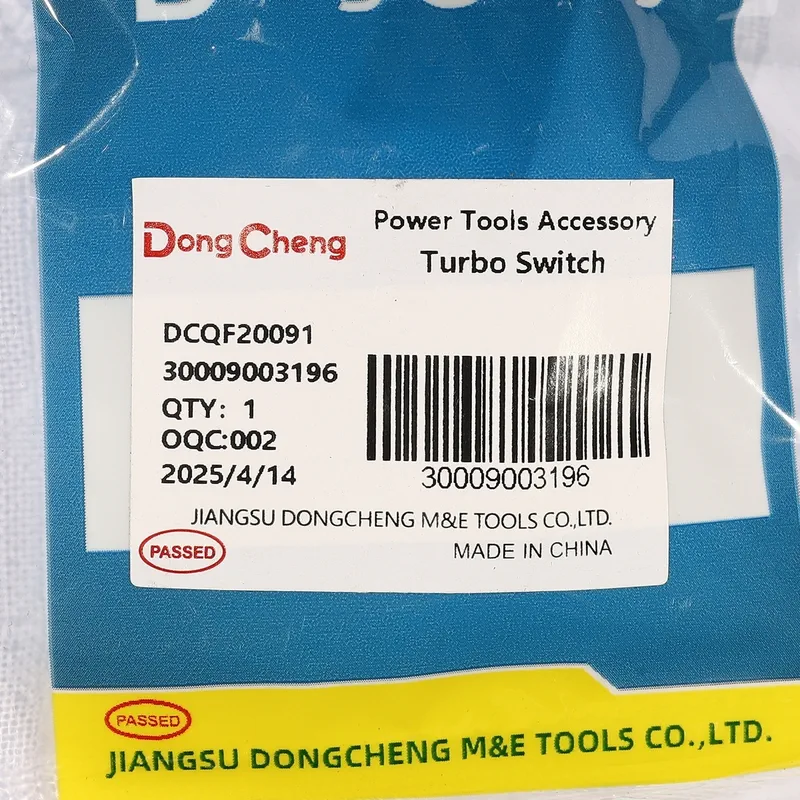 Dong Cheng
Power Tools Accessory
Turbo Switch
DCQF20091
30009003196
QTY: 1
OQC:002
2025/4/14
30009003196
JIANGSU DONGCHENG M&E TOOLS CO.,LTD.
PASSED
MADE IN CHINA
PASSED
JIANGSU DONGCHENG M&E TOOLS CO.,LTD.